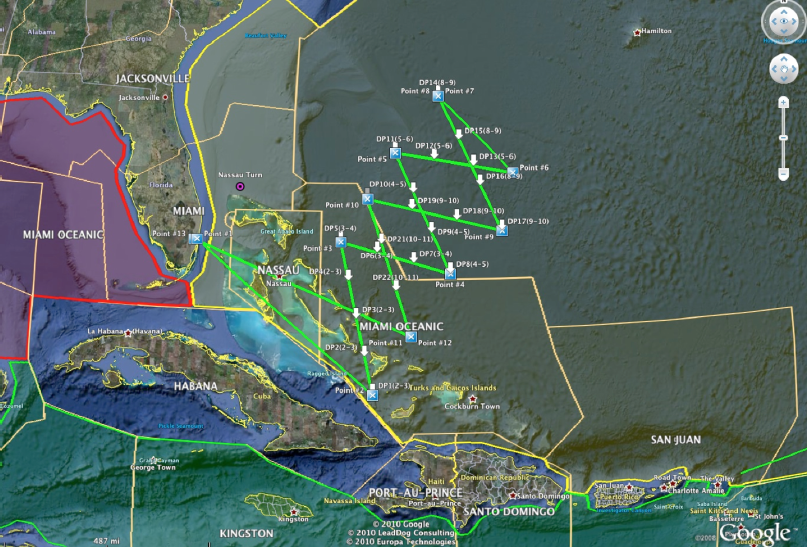 Alabama
Georgia
Hamilton
JACKSONVILLE
Jacksonville
DP14(8-9)
Point #8
Point #7
DP15(8-9)
DP11(5-6)
DP12(5-6)
DP13(5-6)
Point #5
Point #6
DP16(8-9)
Nassau Turn
Florida
DP10(4-5)
Point #10
DP19(9-10)
DP18(9-10)
DP17(9-10)
MIAMI
DP9(4-5)
Point #9
MIAMI OCEANIC
Point #13
Point #1
DP5(3-4)
Point #3
DP21(10-11)
DP6(3-4)
DP7(3-4)
DP8(4-5)
Point #4
NASSAU
Nassau
DP4(2-3)
DP22(10-11)
DP3(2-3)
MIAMI OCEANIC
La Habana (Havana)
DP2(2-3)
Point #11
Point #12
HABANA
Cuba
Point #2
DP1(2-3)
Turks and Caicos Islands
Cockburn Town
SAN JUAN
Grand Cayman
George Town
Navassa Island
Haiti
Dominican Republic
PORT-AU-PRINCE
Port-au-Prince
Santo Domingo
SANTO DOMINGO
San Juan
Puerto Rico
Road Town
The Valley
Charlotte Amalie
Saint Kitts and Nevis
Basseterre
St John's
KINGSTON
Kingston
487 mi
© 2010 Google
© 2010 LeadDog Consulting
© 2010 Europa Technologies
Google